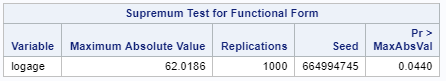 Supremum Test for Functional Form
Variable Maximum Absolute Value Replications Seed Pr >
MaxAbsVal
logage 62.0186 1000 664994745 0.0440